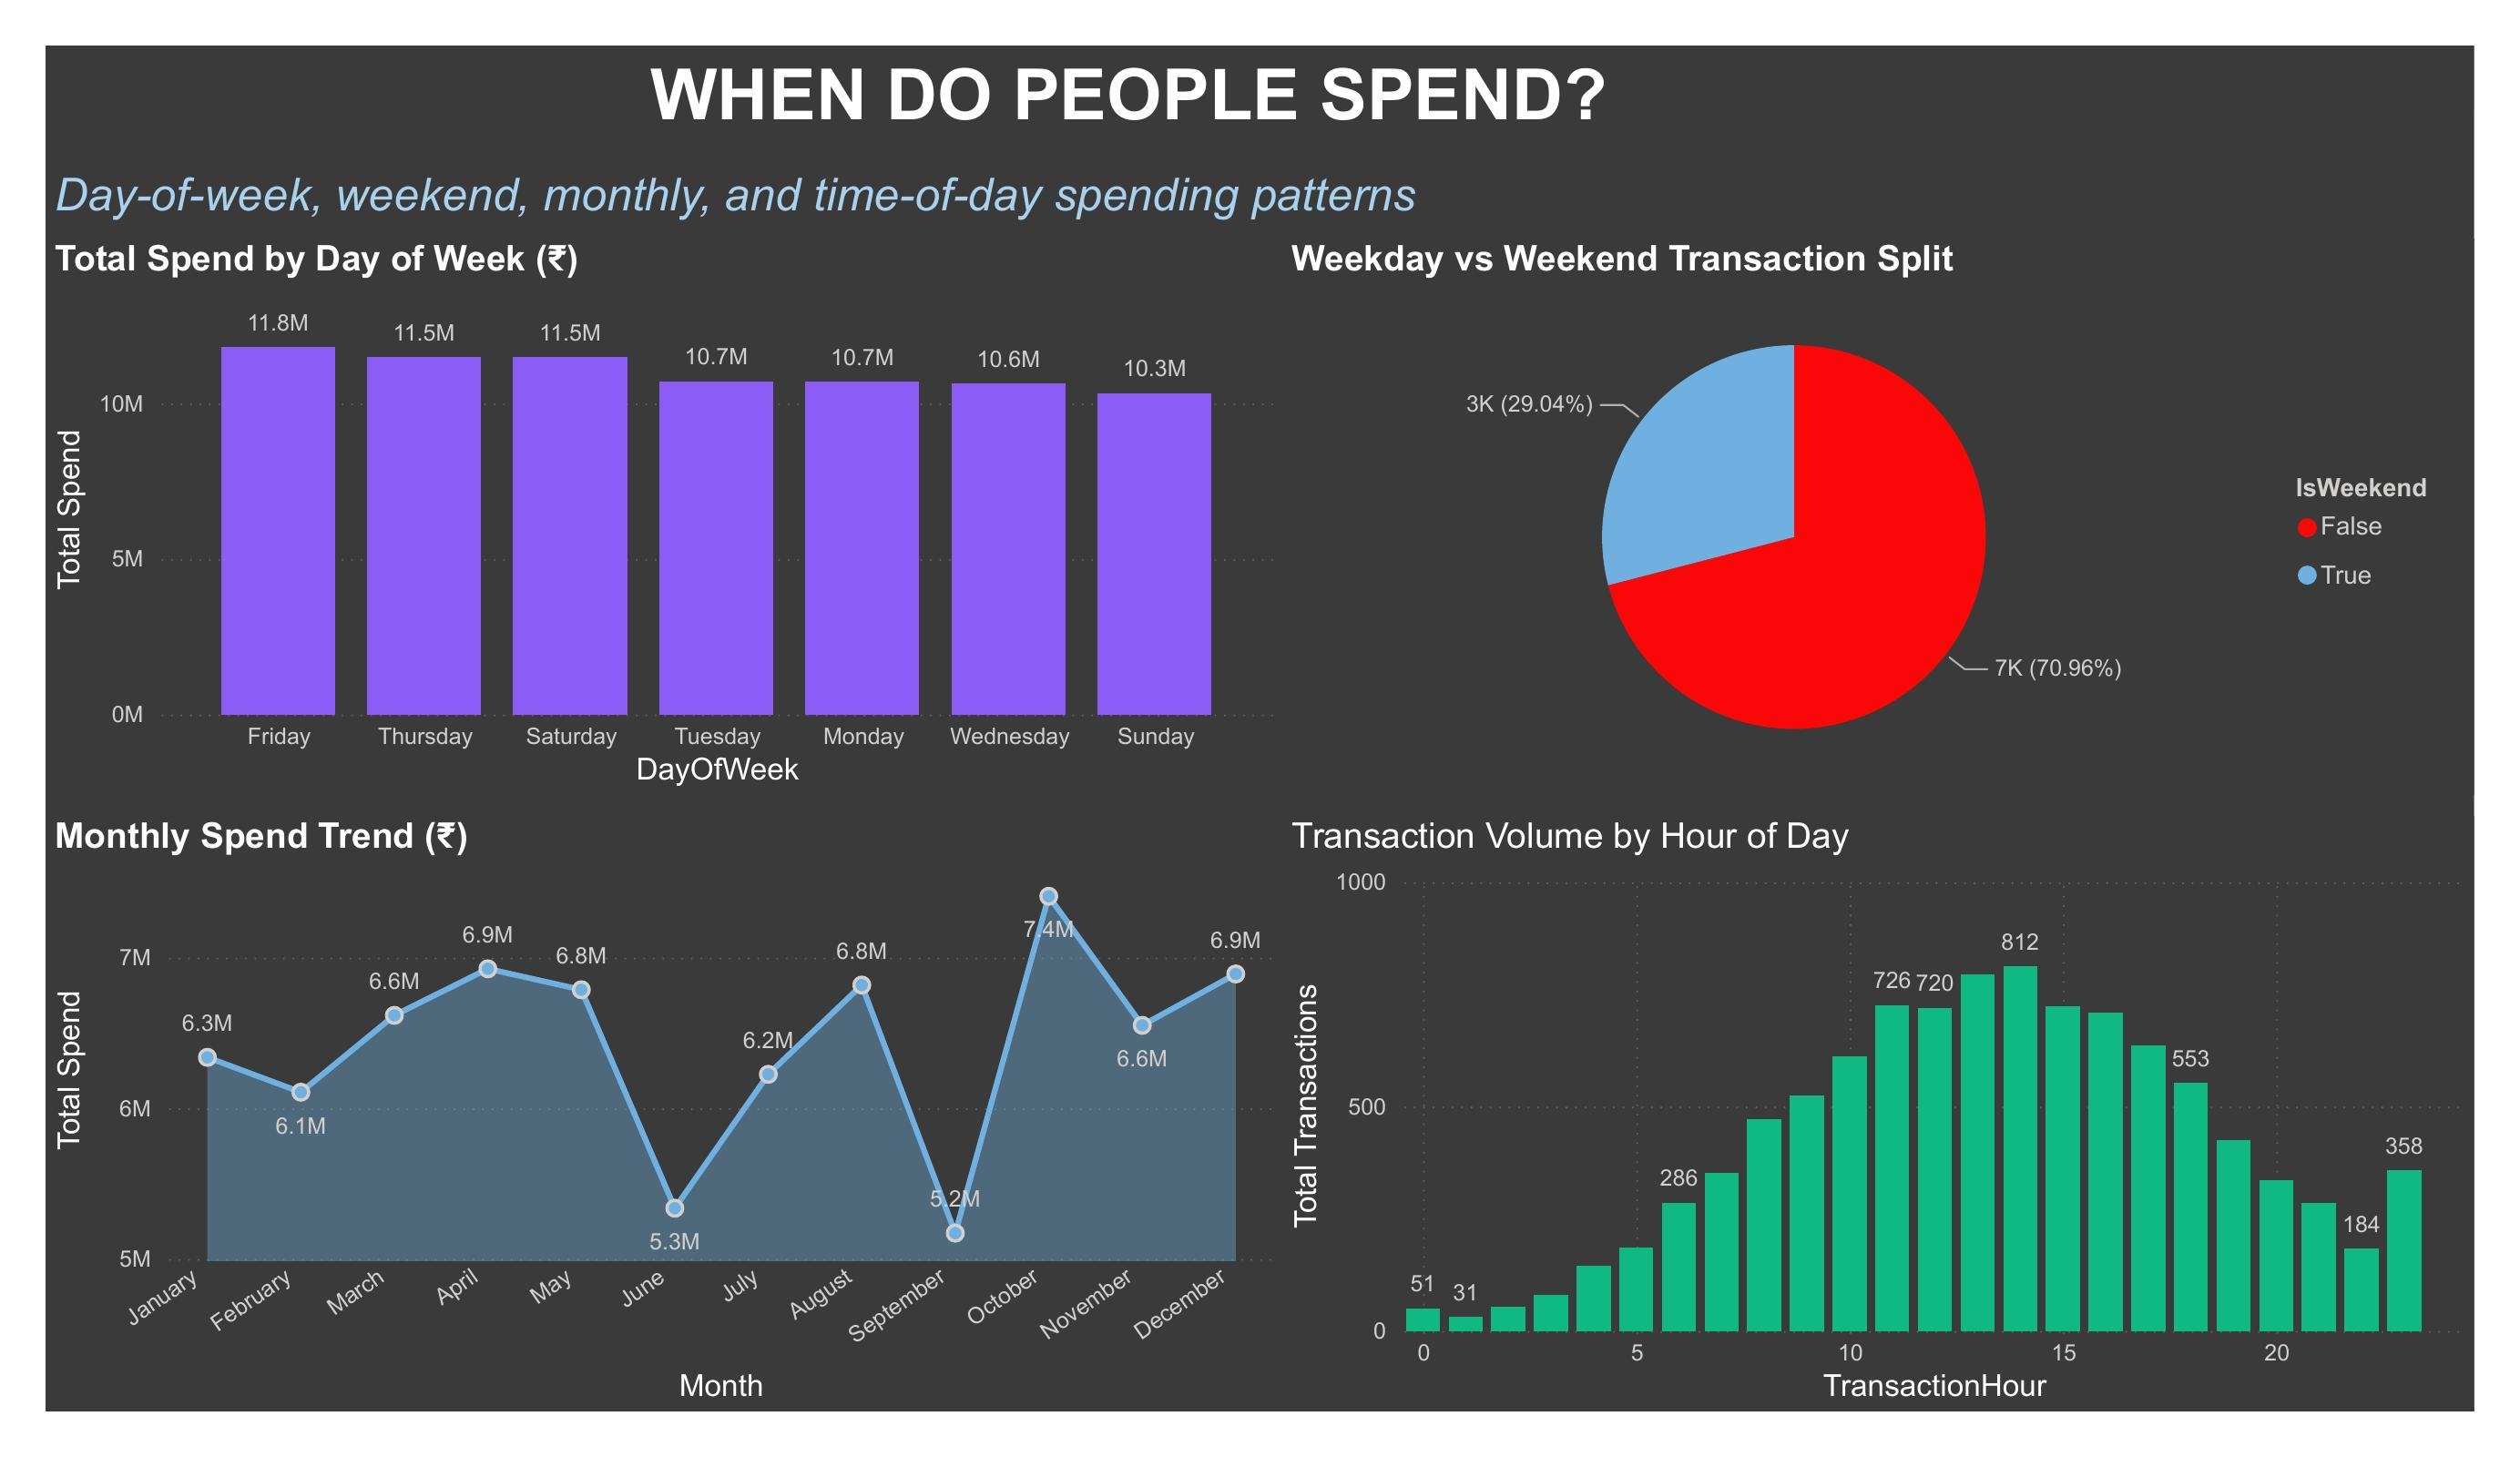 WHEN DO PEOPLE SPEND?
Day-of-week, weekend, monthly, and time-of-day spending patterns
Total Spend by Day of Week (₹)
Total Spend
10M
5M
0M
11.8M
11.5M
11.5M
10.7M
10.7M
10.6M
10.3M
Friday
Thursday
Saturday
Tuesday
Monday
Wednesday
Sunday
DayOfWeek
Weekday vs Weekend Transaction Split
3K (29.04%)
7K (70.96%)
IsWeekend
False
True
Monthly Spend Trend (₹)
Total Spend
7M
6M
5M
6.3M
6.1M
6.6M
6.9M
6.8M
5.3M
6.2M
6.8M
5.2M
7.4M
6.6M
6.9M
January
February
March
April
May
June
July
August
September
October
November
December
Month
Transaction Volume by Hour of Day
Total Transactions
1000
500
0
51
31
286
726
720
812
553
184
358
0
5
10
15
20
TransactionHour